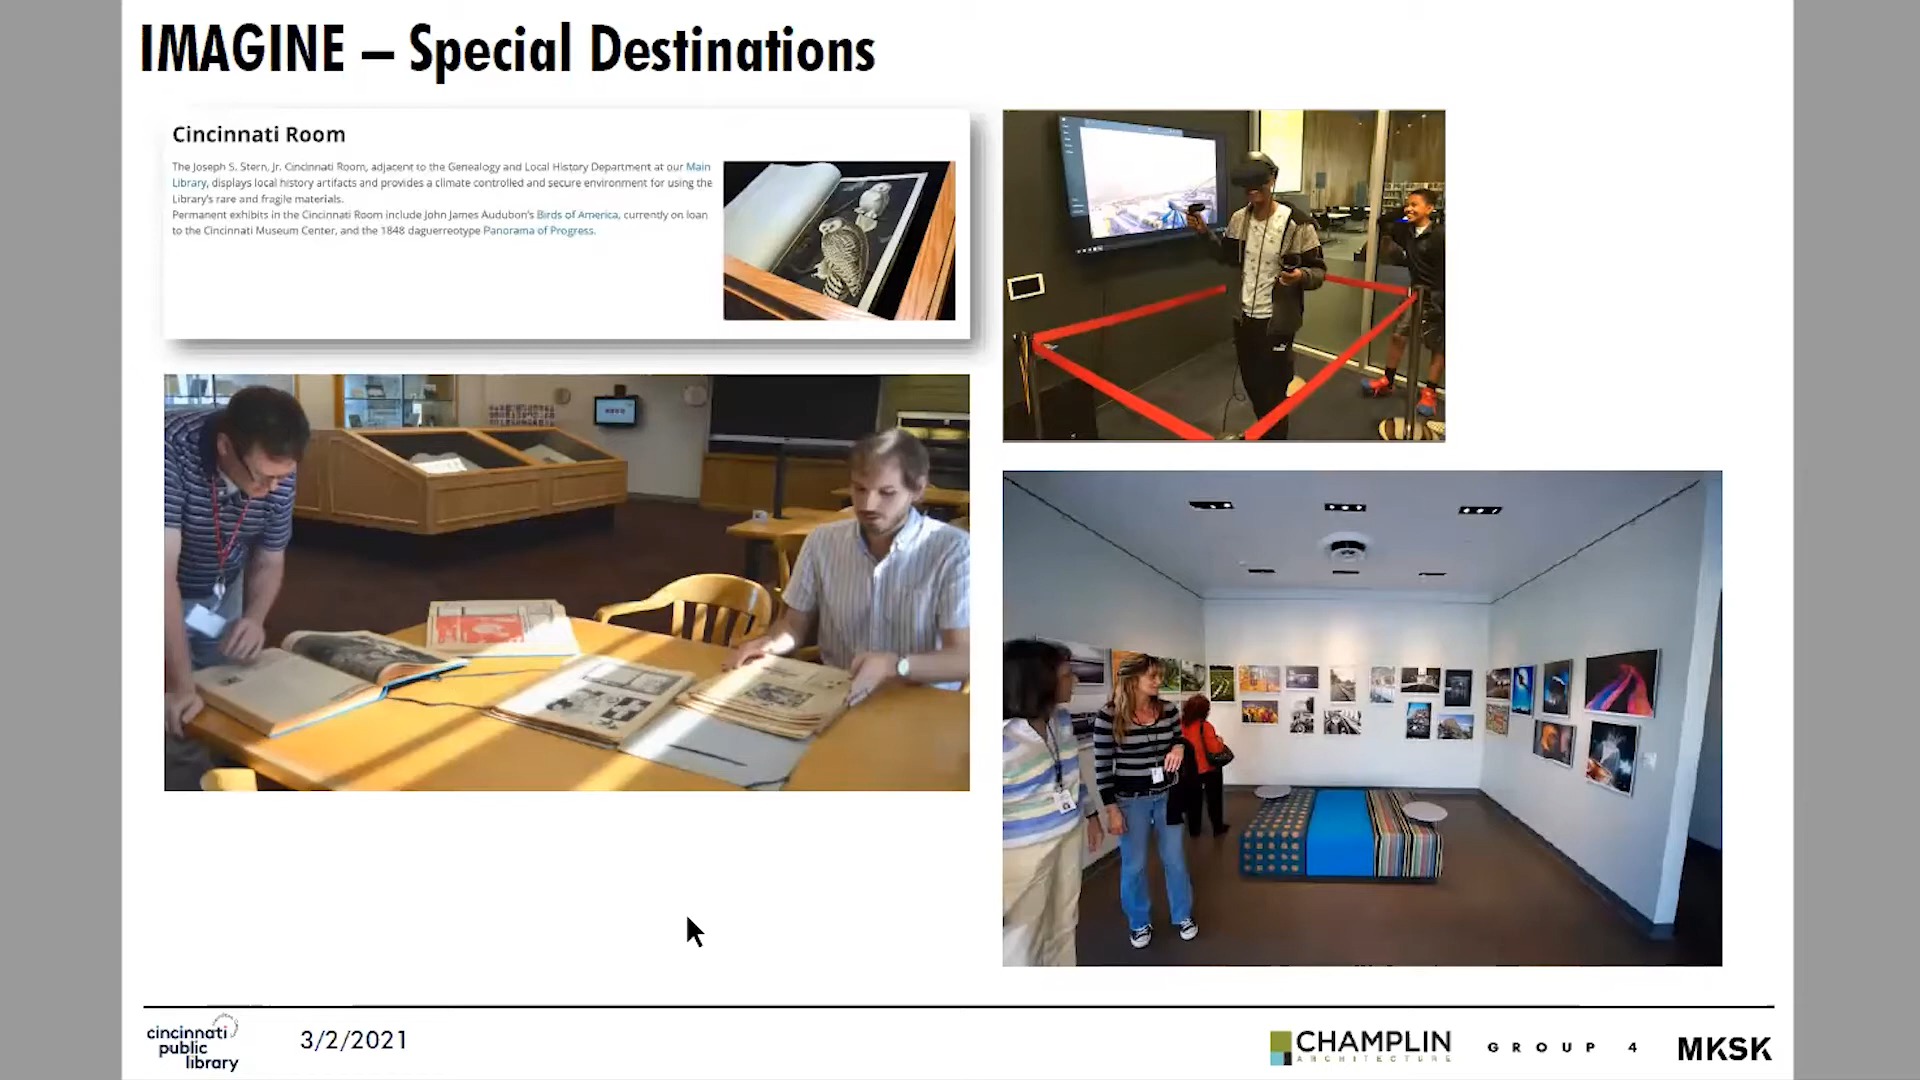 IMAGINE – Special Destinations
Cincinnati Room
The Joseph S. Stern, Jr. Cincinnati Room, adjacent to the Genealogy and Local History Department at our Main
Library, displays local history artifacts and provides a climate controlled and secure environment for using the
Library's rare and fragile materials.
Permanent exhibits in the Cincinnati Room include John James Audubon's Birds of America, currently on loan
to the Cincinnati Museum Center, and the 1848 daguerreotype Panorama of Progress.
cincinnati
public
library
3/2/2021
CHAMPLIN
ARCHITECTURE
GROUP 4
MKSK